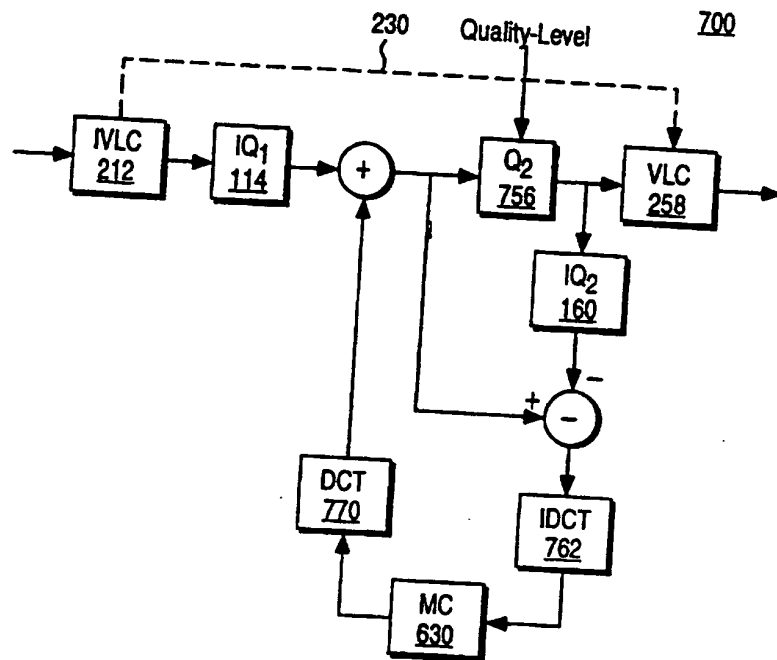 230
Quality-Level
700
IVLC
212
IQ1
114
+
Q2
756
VLC
258
IQ2
160
−
+
−
DCT
770
IDCT
762
MC
630